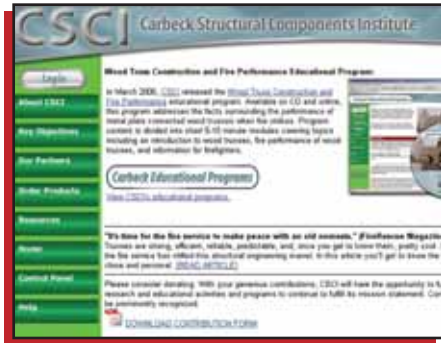 CSCI Carbeck Structural Components Institute
Login
About CSCI
Key Objectives
Our Partners
Order Products
Resources
Home
Control Panel
Help
Wood Truss Construction and Fire Performance Educational Program:
In March 2006, CSCI released the Wood Truss Construction and
Fire Performance educational program. Available on CD and online,
this program addresses the facts surrounding the performance of
metal plate connected wood trusses when fire strikes. Program
content is divided into short 5-10 minute modules covering topics
including an introduction to wood trusses, fire performance of wood
trusses, and information for firefighters.
Carbeck Educational Programs
View CSCI's educational programs.
"It's time for the fire service to make peace with an old nemesis." (FireRescue Magazine
Trusses are strong, efficient, reliable, predictable, and, once you get to know them, pretty cool.
the fire service has vilified this structural engineering marvel. In this article you'll get to know the
close and personal. (READ ARTICLE)
Please consider donating. With your generous contributions, CSCI will have the opportunity to
research and educational activities and programs to continue to fulfill its mission statement.
be prominently recognized.
DOWNLOAD CONTRIBUTION FORM